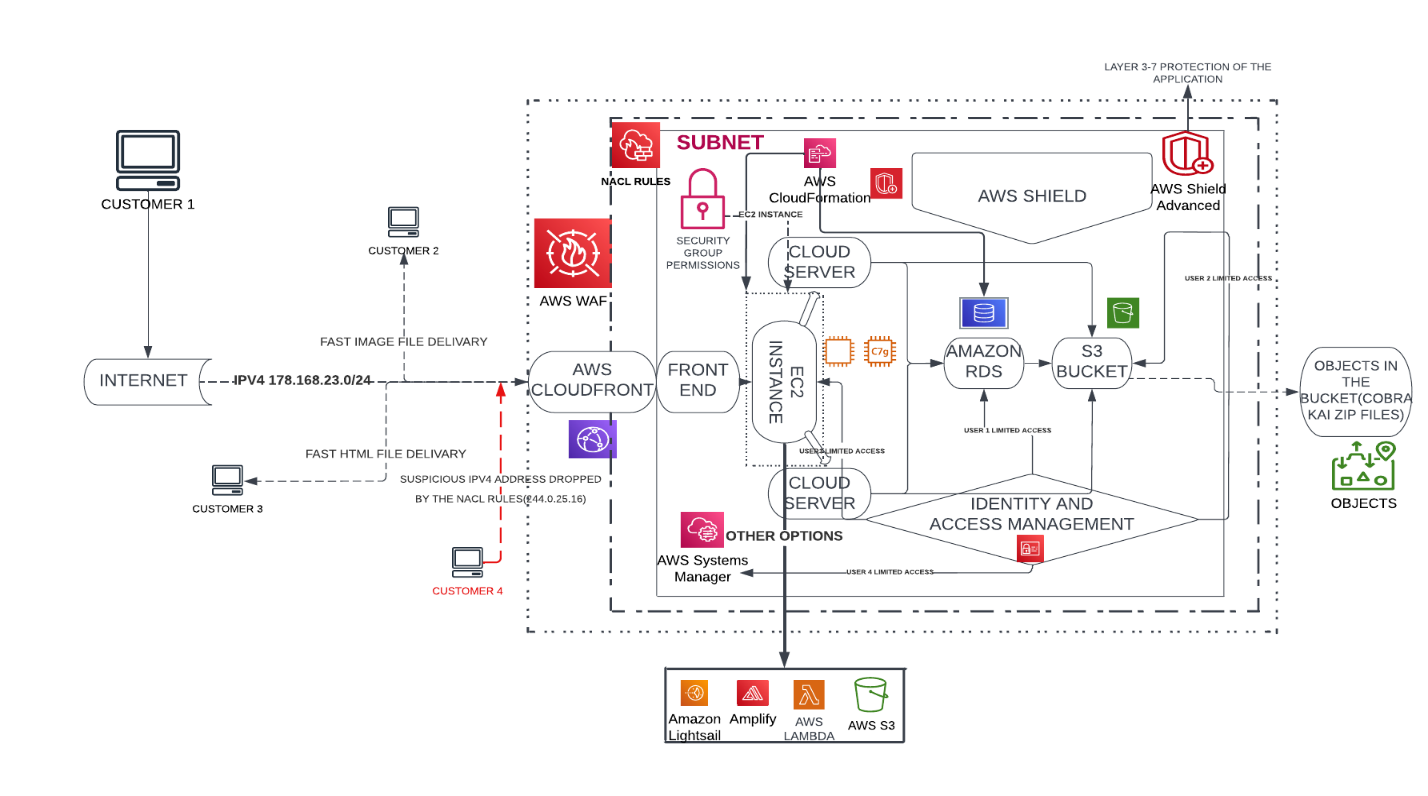 LAYER 3-7 PROTECTION OF THE
APPLICATION
SUBNET
NACL RULES
AWS
CloudFormation
AWS SHIELD
AWS Shield
Advanced
CUSTOMER 1
EC2 INSTANCE
SECURITY
GROUP
PERMISSIONS
CUSTOMER 2
CLOUD
SERVER
USER 2 LIMITED ACCESS
AWS WAF
FAST IMAGE FILE DELIVARY
INTERNET
IPV4 178.168.23.0/24
AWS
CLOUDFRONT
FRONT
END
EC2
INSTANCE
C7g
AMAZON
RDS
S3
BUCKET
OBJECTS IN
THE
BUCKET(COBRA
KAI ZIP FILES)
USER 1 LIMITED ACCESS
LIMITED ACCESS
FAST HTML FILE DELIVARY
SUSPICIOUS IPV4 ADDRESS DROPPED
BY THE NACL RULES(244.0.25.16)
CUSTOMER 3
CLOUD
SERVER
IDENTITY AND
ACCESS MANAGEMENT
OBJECTS
OTHER OPTIONS
AWS Systems
Manager
USER 4 LIMITED ACCESS
CUSTOMER 4
Amazon
Lightsail
Amplify
AWS
LAMBDA
AWS S3